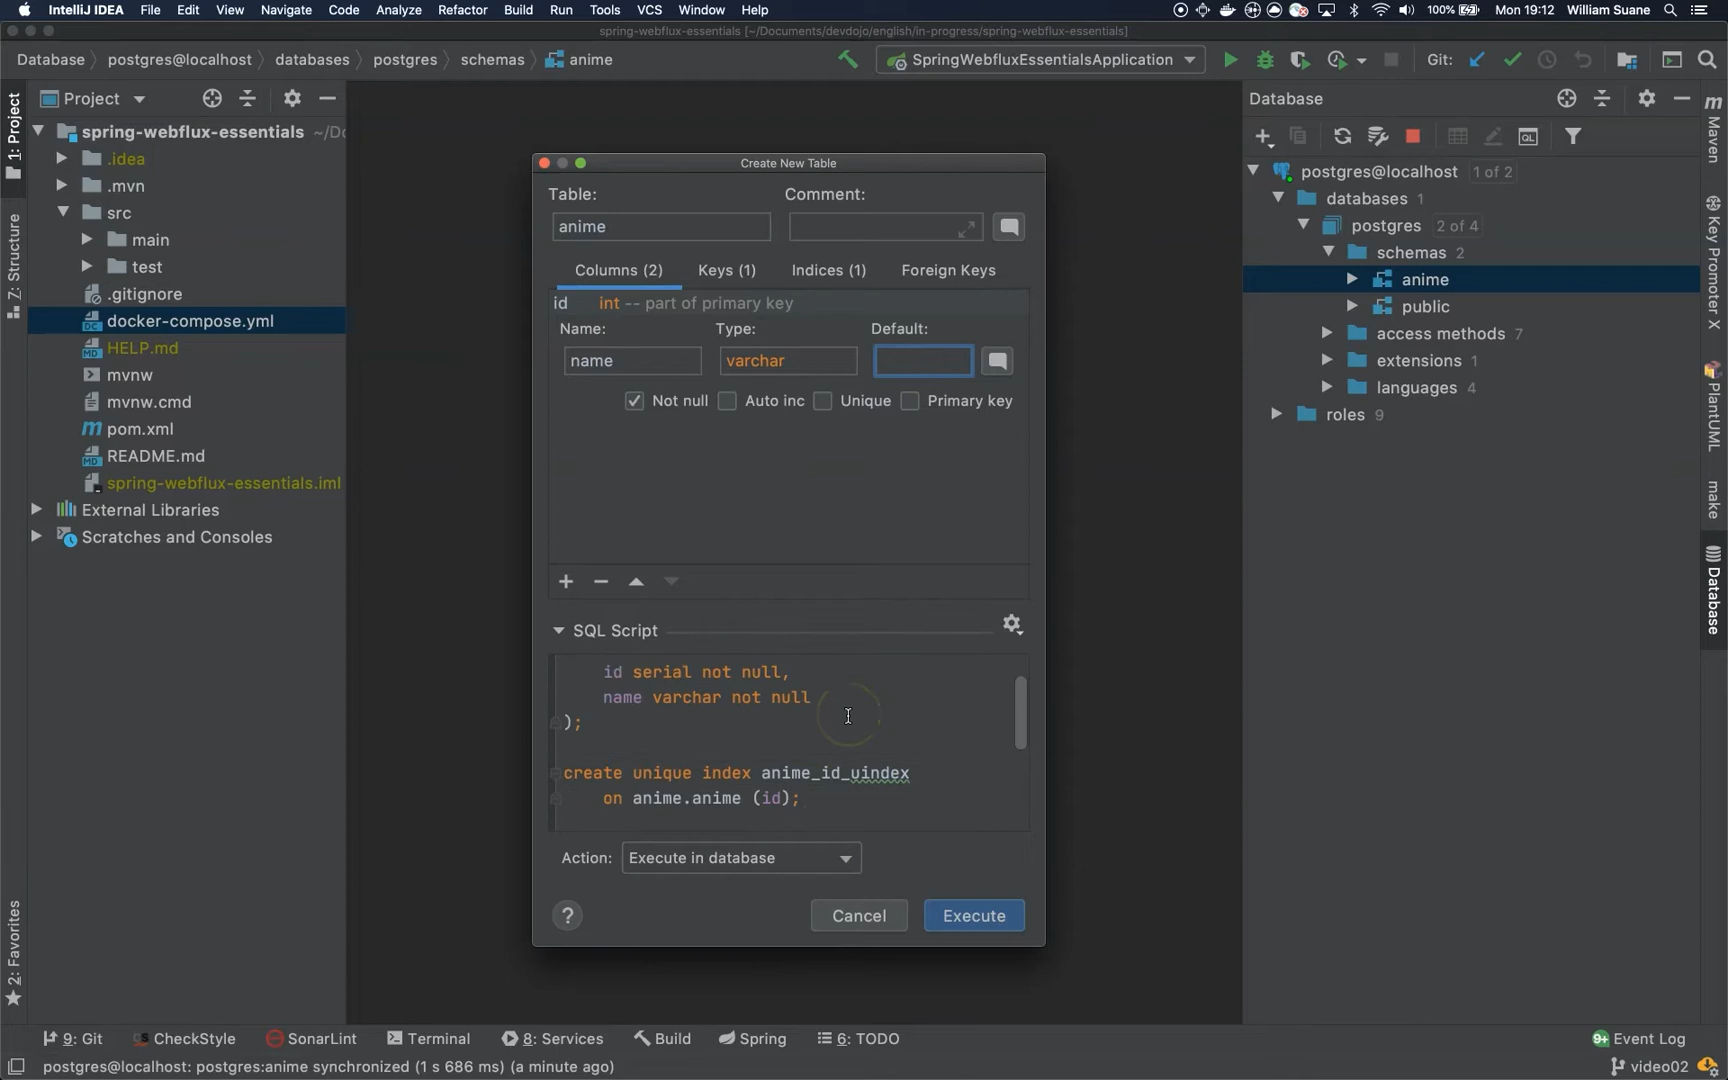 IntelliJ IDEA File Edit View Navigate Code Analyze Refactor Build Run Tools VCS Window Help 100% Mon 19:12 William Suane
spring-webflux-essentials [~/Documents/devdojo/english/in-progress/spring-webflux-essentials]
Database postgres@localhost databases postgres schemas anime SpringWebfluxEssentialsApplication Git:
1: Project
7: Structure
2: Favorites
Project
spring-webflux-essentials
.idea
.mvn
src
main
test
.gitignore
docker-compose.yml
HELP.md
mvnw
mvnw.cmd
pom.xml
README.md
spring-webflux-essentials.iml
External Libraries
Scratches and Consoles
Create New Table
Table: Comment:
anime
Columns (2) Keys (1) Indices (1) Foreign Keys
id int -- part of primary key
Name: Type: Default:
name varchar
Not null Auto inc Unique Primary key
SQL Script
id serial not null,
name varchar not null
);
create unique index anime_id_uindex
on anime.anime (id);
Action: Execute in database
? Cancel Execute
Database
QL
postgres@localhost 1 of 2
databases 1
postgres 2 of 4
schemas 2
anime
public
access methods 7
extensions 1
languages 4
roles 9
Maven
Key Promoter X
PlantUML
make
Database
9: Git CheckStyle SonarLint Terminal 8: Services Build Spring 6: TODO 9+ Event Log
postgres@localhost: postgres:anime synchronized (1 s 686 ms) (a minute ago) video02